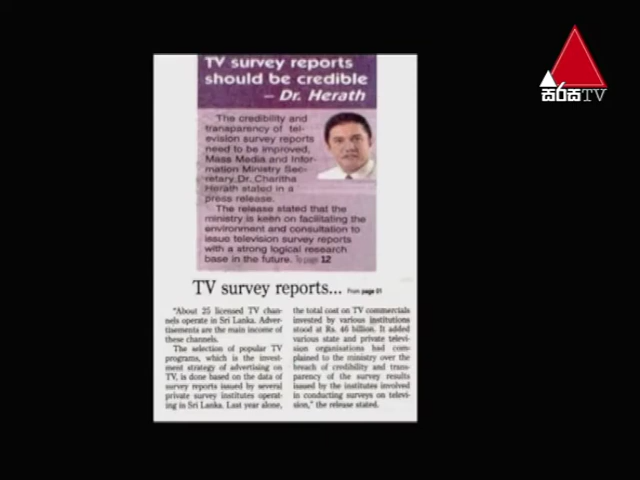 සිරස TV
TV survey reports
should be credible
– Dr. Herath
The credibility and
transparency of tel-
evision survey reports
need to be improved,
Mass Media and Infor-
mation Ministry Sec-
retary Dr. Charitha
Herath stated in a
press release.
The release stated that the
ministry is keen on facilitating the
environment and consultation to
issue television survey reports
with a strong logical research
base in the future. To page 12
TV survey reports... From page 01
"About 25 licensed TV chan-
nels operate in Sri Lanka. Adver-
tisements are the main income of
these channels.
The selection of popular TV
programs, which is the invest-
ment strategy of advertising on
TV, is done based on the data of
survey reports issued by several
private survey institutes operat-
ing in Sri Lanka. Last year alone,
the total cost on TV commercials
invested by various institutions
stood at Rs. 46 billion. It added
various state and private televi-
sion organisations had com-
plained to the ministry over the
breach of credibility and trans-
parency of the survey results
issued by the institutes involved
in conducting surveys on televi-
sion," the release stated.